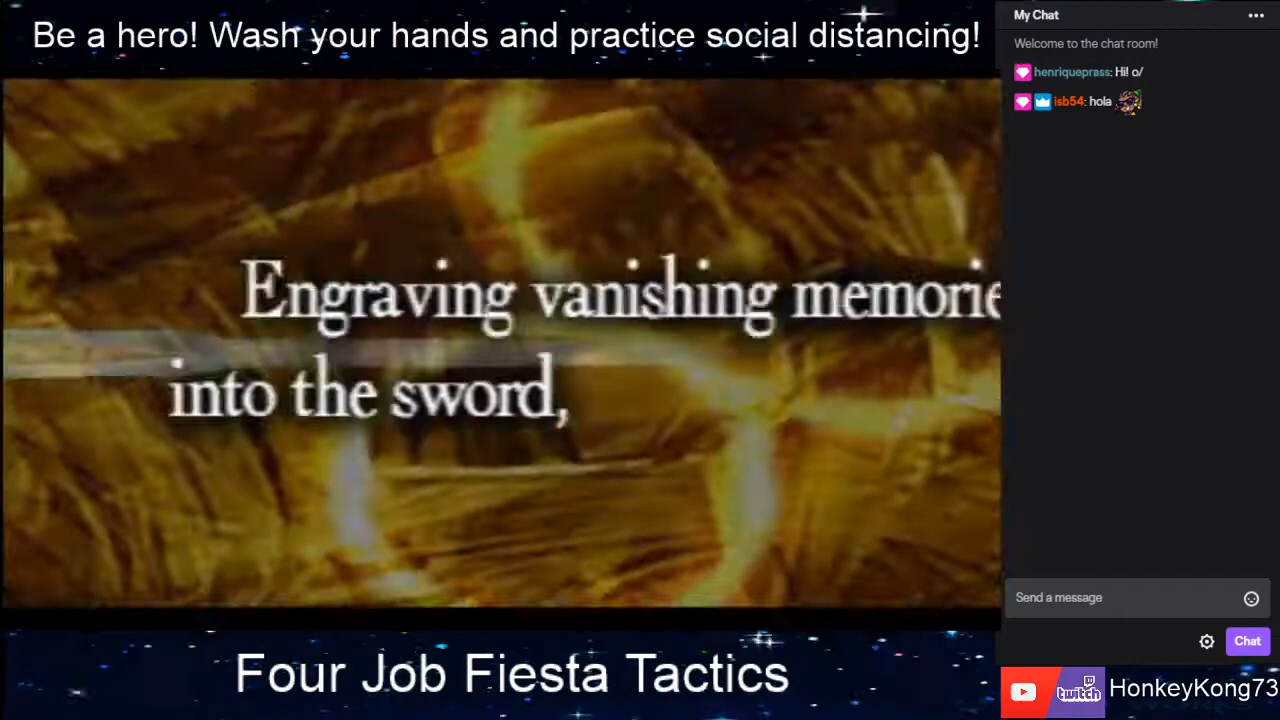 Be a hero! Wash your hands and practice social distancing!
My Chat
Welcome to the chat room!
henriqueprass: Hi! o/
isb54: hola
Engraving vanishing memorie
into the sword,
Send a message
Chat
Four Job Fiesta Tactics
twitch
HonkeyKong73